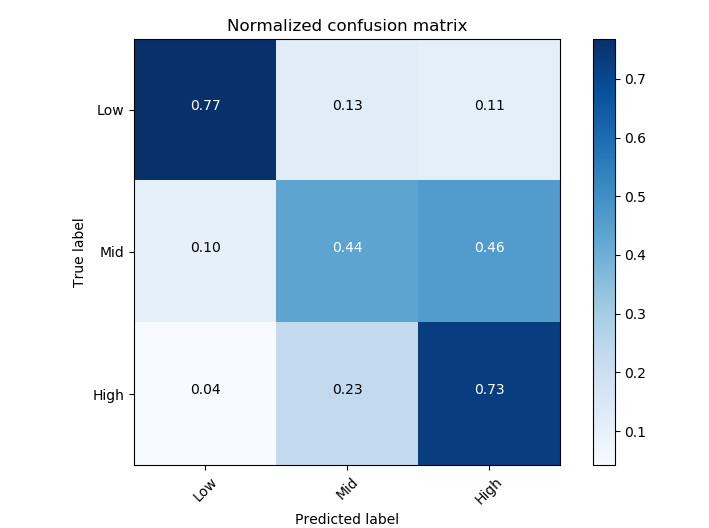 Normalized confusion matrix
Low 0.77 0.13 0.11
Mid 0.10 0.44 0.46
High 0.04 0.23 0.73
True label
Low Mid High
Predicted label
0.7
0.6
0.5
0.4
0.3
0.2
0.1